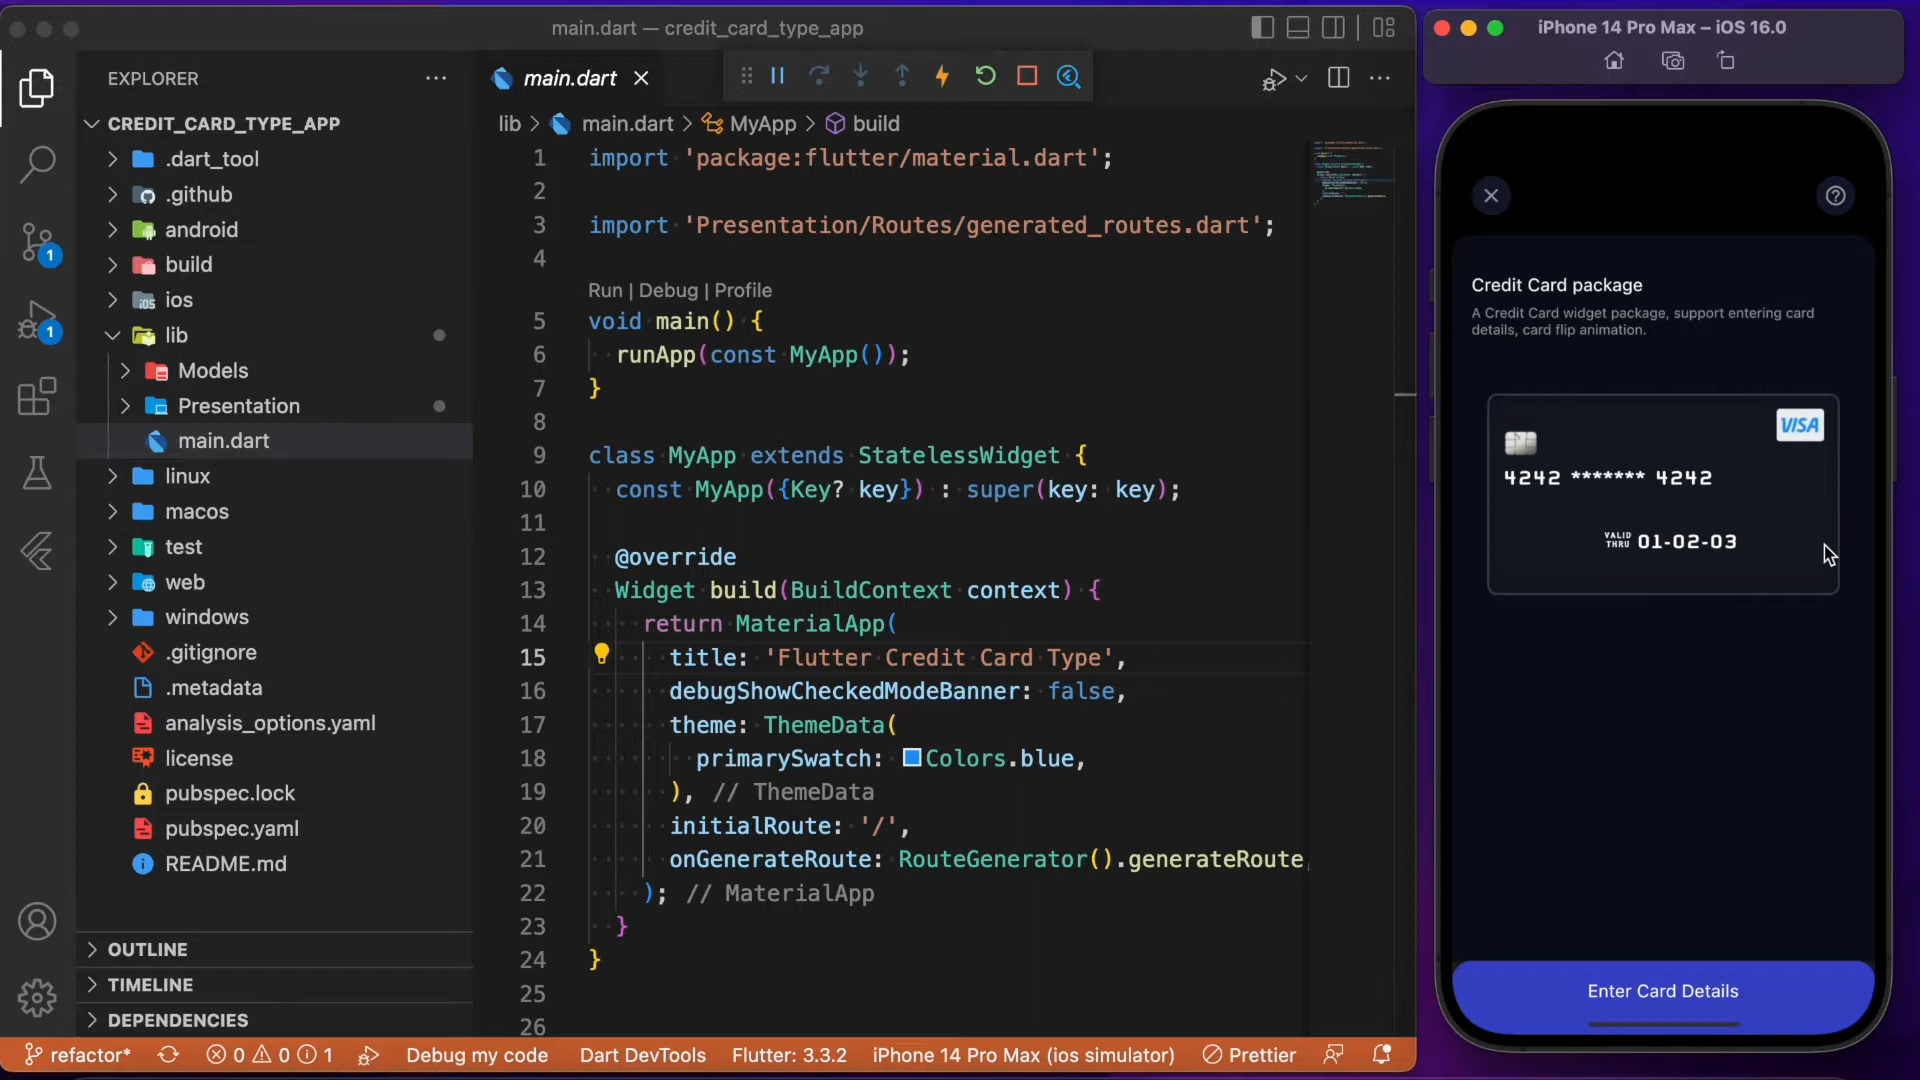 main.dart — credit_card_type_app
EXPLORER
CREDIT_CARD_TYPE_APP
.dart_tool
.github
android
build
ios
lib
Models
Presentation
main.dart
linux
macos
test
web
windows
.gitignore
.metadata
analysis_options.yaml
license
pubspec.lock
pubspec.yaml
README.md
OUTLINE
TIMELINE
DEPENDENCIES
1
1
main.dart
lib > main.dart > MyApp > build
1 import 'package:flutter/material.dart';
2
3 import 'Presentation/Routes/generated_routes.dart';
4
Run | Debug | Profile
5 void main() {
6 runApp(const MyApp());
7 }
8
9 class MyApp extends StatelessWidget {
10 const MyApp({Key? key}) : super(key: key);
11
12 @override
13 Widget build(BuildContext context) {
14 return MaterialApp(
15 title: 'Flutter Credit Card Type',
16 debugShowCheckedModeBanner: false,
17 theme: ThemeData(
18 primarySwatch: Colors.blue,
19 ), // ThemeData
20 initialRoute: '/',
21 onGenerateRoute: RouteGenerator().generateRoute,
22 ); // MaterialApp
23 }
24 }
25
26
refactor* 0 0 1 Debug my code Dart DevTools Flutter: 3.3.2 iPhone 14 Pro Max (ios simulator) Prettier
iPhone 14 Pro Max – iOS 16.0
Credit Card package
A Credit Card widget package, support entering card
details, card flip animation.
VISA
4242 ******* 4242
VALID
THRU 01-02-03
Enter Card Details